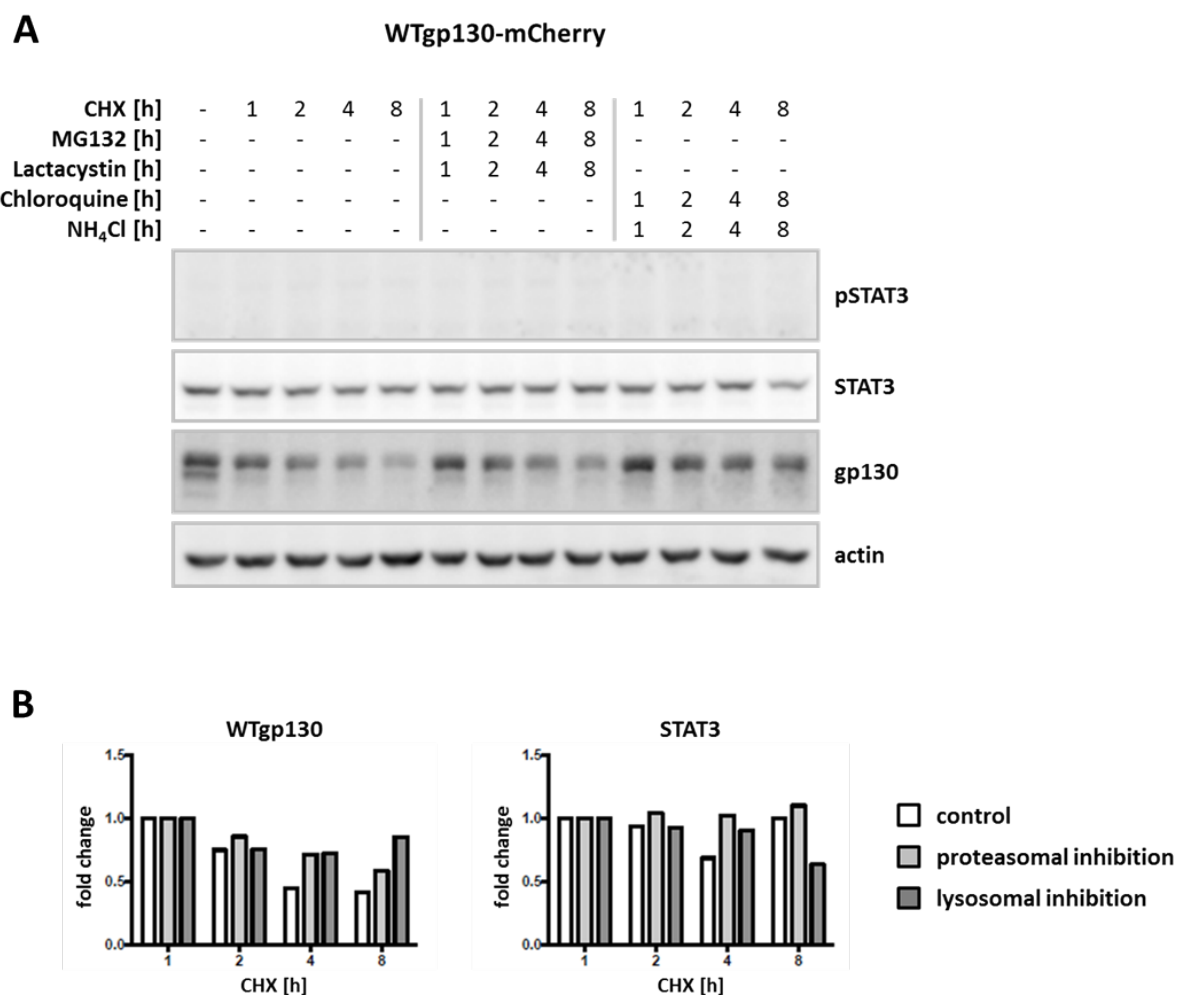 A
WTgp130-mCherry
CHX [h] - 1 2 4 8 1 2 4 8 1 2 4 8
MG132 [h] - - - - - 1 2 4 8 - - - -
Lactacystin [h] - - - - - 1 2 4 8 - - - -
Chloroquine [h] - - - - - - - - - 1 2 4 8
NH₄Cl [h] - - - - - - - - - 1 2 4 8
pSTAT3
STAT3
gp130
actin
B
WTgp130
1.5
1.0
0.5
0.0
fold change
1 2 4 8
CHX [h]
STAT3
1.5
1.0
0.5
0.0
fold change
1 2 4 8
CHX [h]
control
proteasomal inhibition
lysosomal inhibition